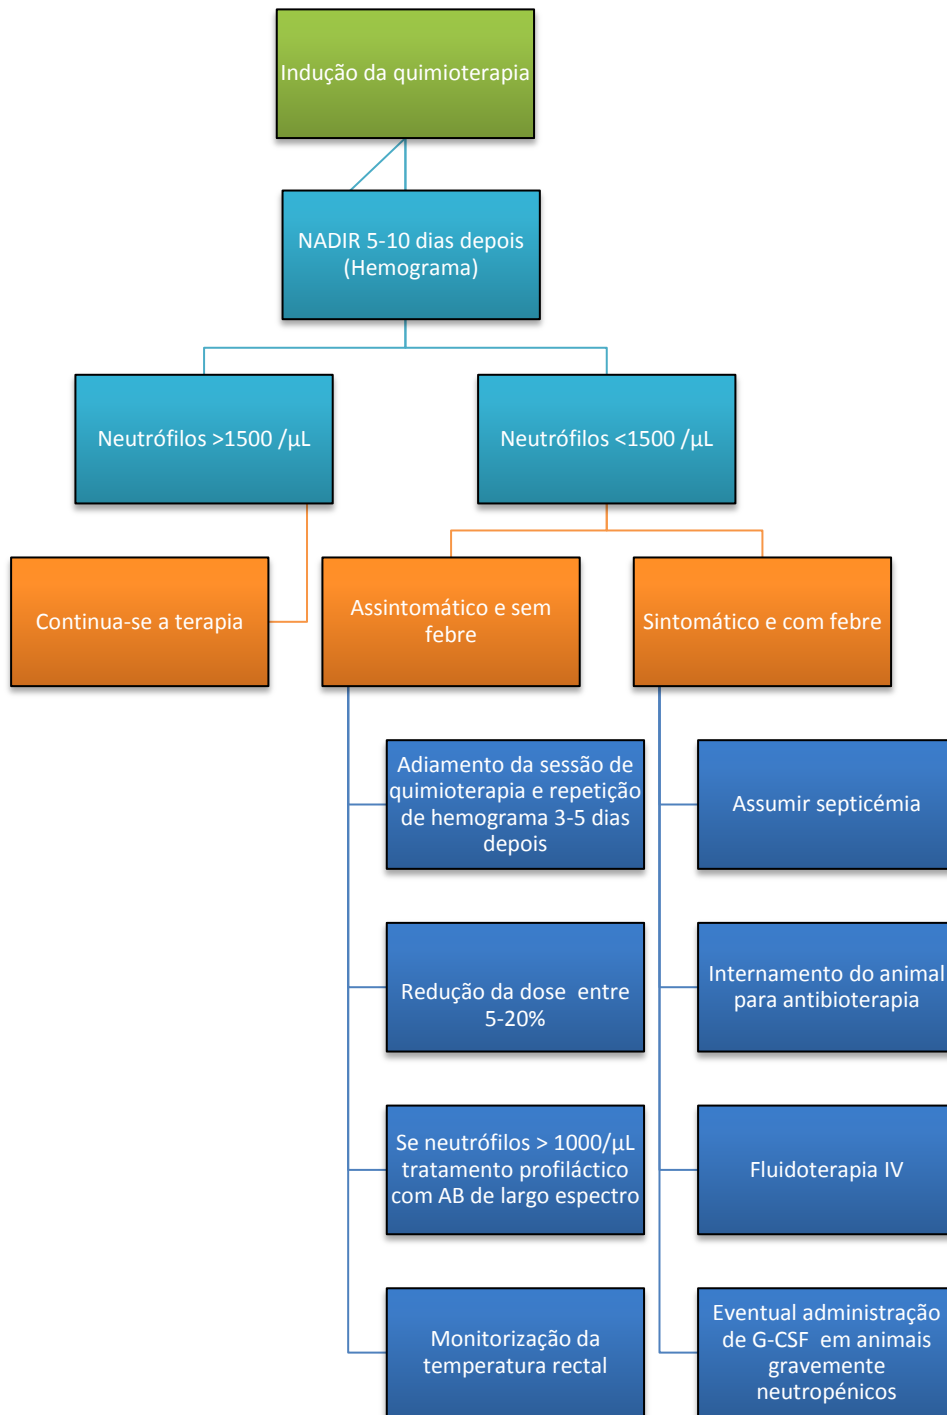 Indução da quimioterapia
NADIR 5-10 dias depois
(Hemograma)
Neutrófilos >1500 /µL
Neutrófilos <1500 /µL
Continua-se a terapia
Assintomático e sem
febre
Sintomático e com febre
Adiamento da sessão de
quimioterapia e repetição
de hemograma 3-5 dias
depois
Redução da dose entre
5-20%
Se neutrófilos > 1000/µL
tratamento profiláctico
com AB de largo espectro
Monitorização da
temperatura rectal
Assumir septicémia
Internamento do animal
para antibioterapia
Fluidoterapia IV
Eventual administração
de G-CSF em animais
gravemente
neutropénicos